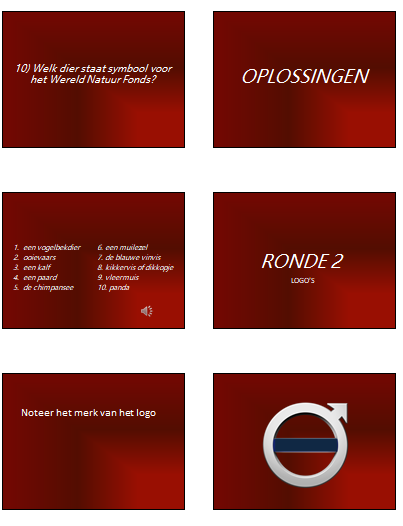 10) Welk dier staat symbool voor
het Wereld Natuur Fonds?
OPLOSSINGEN
1. een vogelbekdier
2. ooievaars
3. een kalf
4. een paard
5. de chimpansee
6. een muilezel
7. de blauwe vinvis
8. kikkervis of dikkopje
9. vleermuis
10. panda
RONDE 2
LOGO'S
Noteer het merk van het logo